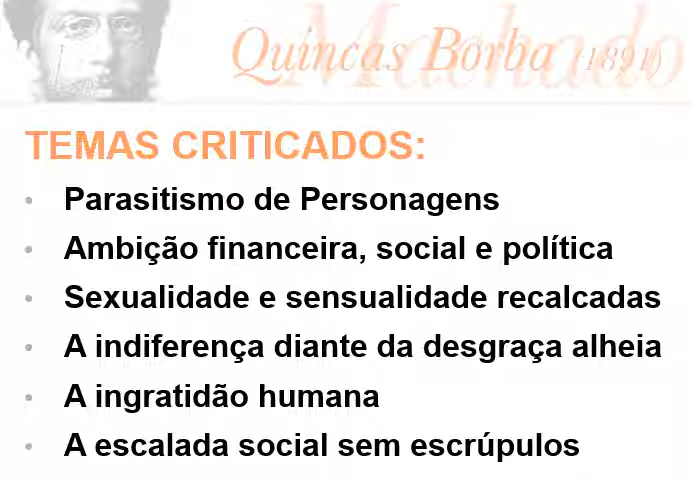 Machado
Quincas Borba (1891)
TEMAS CRITICADOS:
• Parasitismo de Personagens
• Ambição financeira, social e política
• Sexualidade e sensualidade recalcadas
• A indiferença diante da desgraça alheia
• A ingratidão humana
• A escalada social sem escrúpulos